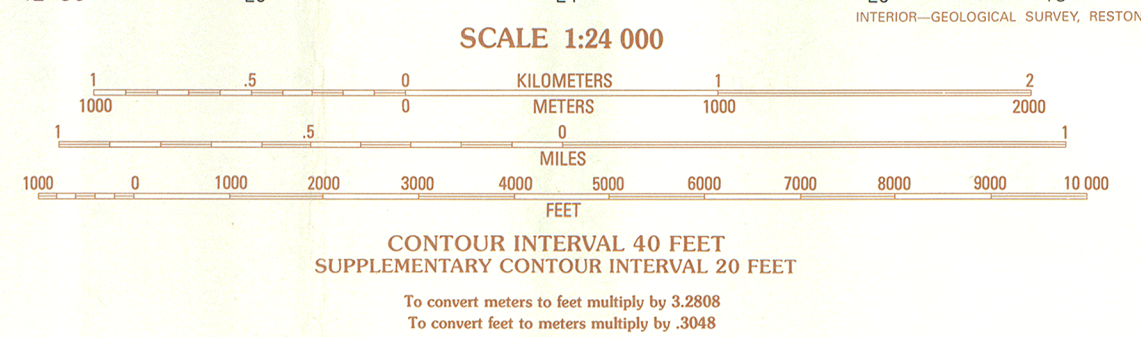 INTERIOR—GEOLOGICAL SURVEY, RESTON
SCALE 1:24 000
1 .5 0 KILOMETERS 1 2
1000 0 METERS 1000 2000
1 .5 0 1
MILES
1000 0 1000 2000 3000 4000 5000 6000 7000 8000 9000 10 000
FEET
CONTOUR INTERVAL 40 FEET
SUPPLEMENTARY CONTOUR INTERVAL 20 FEET
To convert meters to feet multiply by 3.2808
To convert feet to meters multiply by .3048